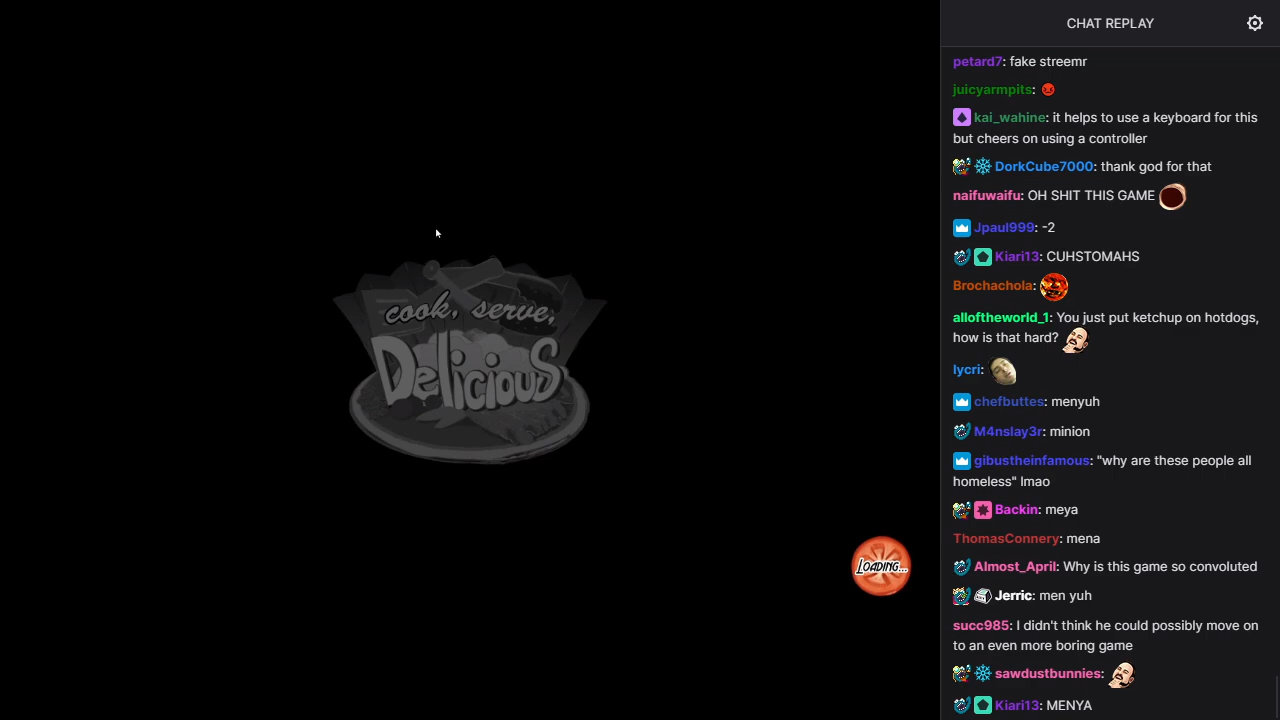 CHAT REPLAY
petard7: fake streemr
juicyarmpits:
kai_wahine: it helps to use a keyboard for this
but cheers on using a controller
DorkCube7000: thank god for that
naifuwaifu: OH SHIT THIS GAME
Jpaul999: -2
Kiari13: CUHSTOMAHS
Brochachola:
alloftheworld_1: You just put ketchup on hotdogs,
how is that hard?
lycri:
chefbuttes: menyuh
M4nslay3r: minion
gibustheinfamous: "why are these people all
homeless" lmao
Backin: meya
ThomasConnery: mena
Almost_April: Why is this game so convoluted
Jerric: men yuh
succ985: I didn't think he could possibly move on
to an even more boring game
sawdustbunnies:
Kiari13: MENYA
cook, serve,
Delicious
LOADING...